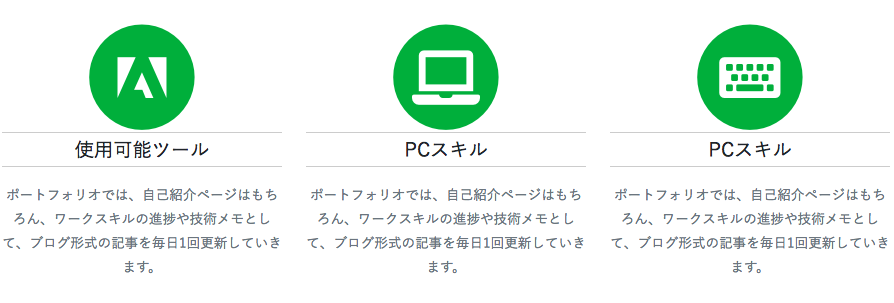 使用可能ツール
ポートフォリオでは、自己紹介ページはもち
ろん、ワークスキルの進捗や技術メモとし
て、ブログ形式の記事を毎日1回更新していき
ます。
PCスキル
ポートフォリオでは、自己紹介ページはもち
ろん、ワークスキルの進捗や技術メモとし
て、ブログ形式の記事を毎日1回更新していき
ます。
PCスキル
ポートフォリオでは、自己紹介ページはもち
ろん、ワークスキルの進捗や技術メモとし
て、ブログ形式の記事を毎日1回更新していき
ます。